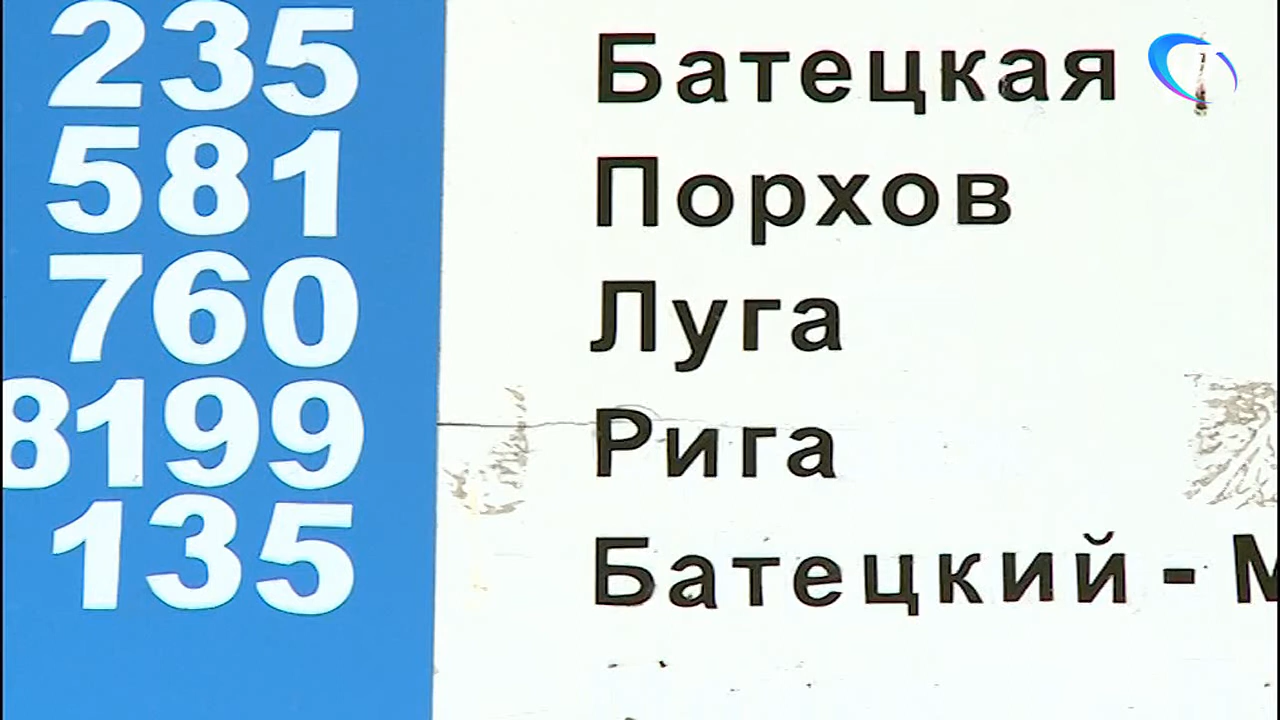 235 Батецкая
581 Порхов
760 Луга
8199 Рига
135 Батецкий -